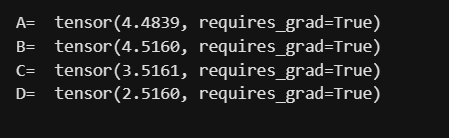 A=  tensor(4.4839, requires_grad=True)
B=  tensor(4.5160, requires_grad=True)
C=  tensor(3.5161, requires_grad=True)
D=  tensor(2.5160, requires_grad=True)